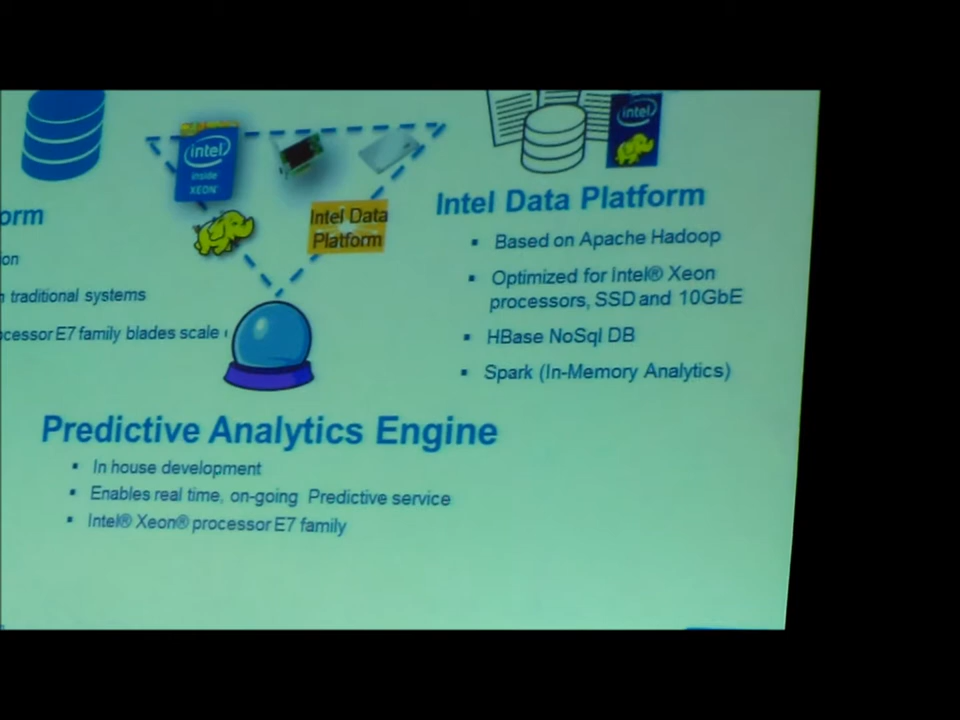 intel
inside
XEON
intel
Intel Data
Platform
orm
on
n traditional systems
ocessor E7 family blades scale
Intel Data Platform
▪ Based on Apache Hadoop
▪ Optimized for Intel® Xeon
processors, SSD and 10GbE
▪ HBase NoSql DB
▪ Spark (In-Memory Analytics)
Predictive Analytics Engine
▪ In house development
▪ Enables real time, on-going Predictive service
▪ Intel® Xeon® processor E7 family